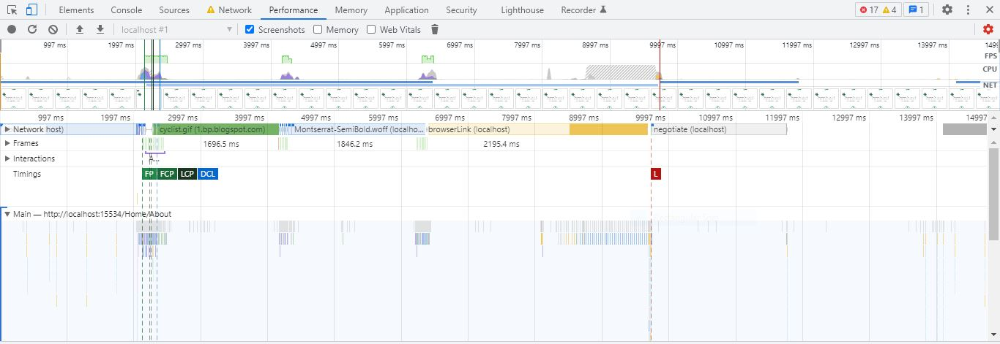 Elements Console Sources Network Performance Memory Application Security Lighthouse Recorder 17 4 1
localhost #1 Screenshots Memory Web Vitals
997 ms 1997 ms 2997 ms 3997 ms 4997 ms 5997 ms 6997 ms 7997 ms 8997 ms 9997 ms 10997 ms 11997 ms 12997 ms 13997 ms 1499
FPS
CPU
NET
997 ms 1997 ms 2997 ms 3997 ms 4997 ms 5997 ms 6997 ms 7997 ms 8997 ms 9997 ms 10997 ms 11997 ms 12997 ms 13997 ms 14997
Network host) cyclist.gif (1.bp.blogspot.com) Montserrat-SemiBold.woff (localho... browserLink (localhost) negotiate (localhost)
Frames 1696.5 ms 1846.2 ms 2195.4 ms
Interactions A...
Timings FP FCP LCP DCL L
Main — http://localhost:15534/Home/About